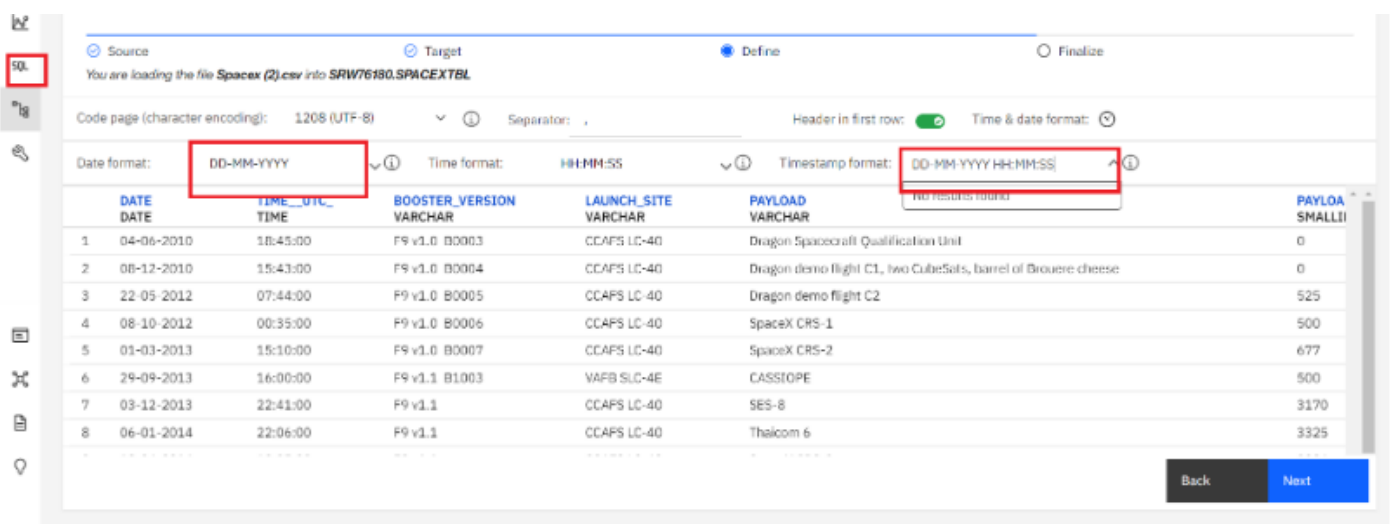 Source Target Define Finalize
SQL
You are loading the file Spacex (2).csv into SRW76180.SPACEXTBL
Code page (character encoding): 1208 (UTF-8) Separator: , Header in first row: Time & date format:
Date format: DD-MM-YYYY Time format: HH:MM:SS Timestamp format: DD-MM-YYYY HH:MM:SS
No results found
DATE TIME__UTC_ BOOSTER_VERSION LAUNCH_SITE PAYLOAD PAYLOA
DATE TIME VARCHAR VARCHAR VARCHAR SMALLI
1 04-06-2010 18:45:00 F9 v1.0 B0003 CCAFS LC-40 Dragon Spacecraft Qualification Unit 0
2 08-12-2010 15:43:00 F9 v1.0 B0004 CCAFS LC-40 Dragon demo flight C1, two CubeSats, barrel of Brouere cheese 0
3 22-05-2012 07:44:00 F9 v1.0 B0005 CCAFS LC-40 Dragon demo flight C2 525
4 08-10-2012 00:35:00 F9 v1.0 B0006 CCAFS LC-40 SpaceX CRS-1 500
5 01-03-2013 15:10:00 F9 v1.0 B0007 CCAFS LC-40 SpaceX CRS-2 677
6 29-09-2013 16:00:00 F9 v1.1 B1003 VAFB SLC-4E CASSIOPE 500
7 03-12-2013 22:41:00 F9 v1.1 CCAFS LC-40 SES-8 3170
8 06-01-2014 22:06:00 F9 v1.1 CCAFS LC-40 Thaicom 6 3325
Back Next